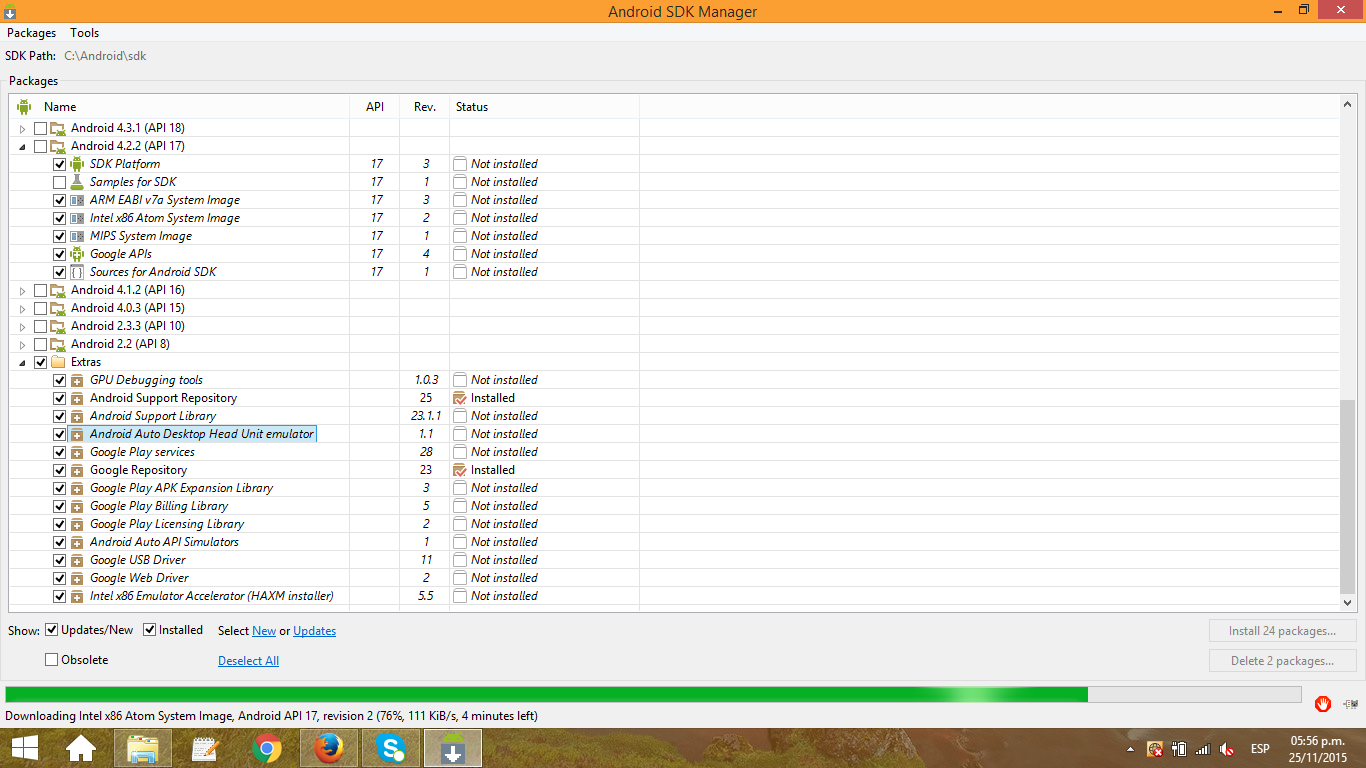 Android SDK Manager
Packages Tools
SDK Path: C:\Android\sdk
Packages
Name API Rev. Status
Android 4.3.1 (API 18)
Android 4.2.2 (API 17)
SDK Platform 17 3 Not installed
Samples for SDK 17 1 Not installed
ARM EABI v7a System Image 17 3 Not installed
Intel x86 Atom System Image 17 2 Not installed
MIPS System Image 17 1 Not installed
Google APIs 17 4 Not installed
Sources for Android SDK 17 1 Not installed
Android 4.1.2 (API 16)
Android 4.0.3 (API 15)
Android 2.3.3 (API 10)
Android 2.2 (API 8)
Extras
GPU Debugging tools 1.0.3 Not installed
Android Support Repository 25 Installed
Android Support Library 23.1.1 Not installed
Android Auto Desktop Head Unit emulator 1.1 Not installed
Google Play services 28 Not installed
Google Repository 23 Installed
Google Play APK Expansion Library 3 Not installed
Google Play Billing Library 5 Not installed
Google Play Licensing Library 2 Not installed
Android Auto API Simulators 1 Not installed
Google USB Driver 11 Not installed
Google Web Driver 2 Not installed
Intel x86 Emulator Accelerator (HAXM installer) 5.5 Not installed
Show: Updates/New Installed Select New or Updates Install 24 packages...
Obsolete Deselect All Delete 2 packages...
Downloading Intel x86 Atom System Image, Android API 17, revision 2 (76%, 111 KiB/s, 4 minutes left)
ESP 05:56 p.m.
25/11/2015